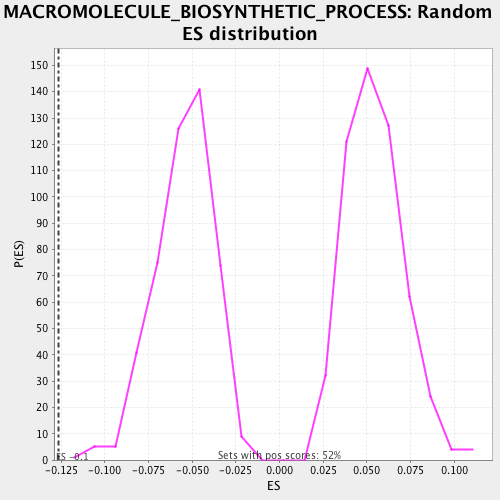 MACROMOLECULE_BIOSYNTHETIC_PROCESS: Random
ES distribution
P(ES)
150
140
130
120
110
100
90
80
70
60
50
40
30
20
10
0
ES -0.1
Sets with pos scores: 52%
-0.125 -0.100 -0.075 -0.050 -0.025 0.000 0.025 0.050 0.075 0.100
ES